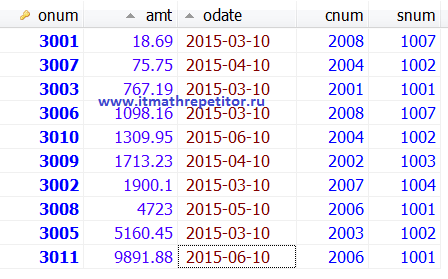 onum amt odate cnum snum
3001 18.69 2015-03-10 2008 1007
3007 75.75 2015-04-10 2004 1002
3003 767.19 2015-03-10 2001 1001
www.itmathrepetitor.ru
3006 1098.16 2015-03-10 2008 1007
3010 1309.95 2015-06-10 2004 1002
3009 1713.23 2015-04-10 2002 1003
3002 1900.1 2015-03-10 2007 1004
3008 4723 2015-05-10 2006 1001
3005 5160.45 2015-03-10 2003 1002
3011 9891.88 2015-06-10 2006 1001